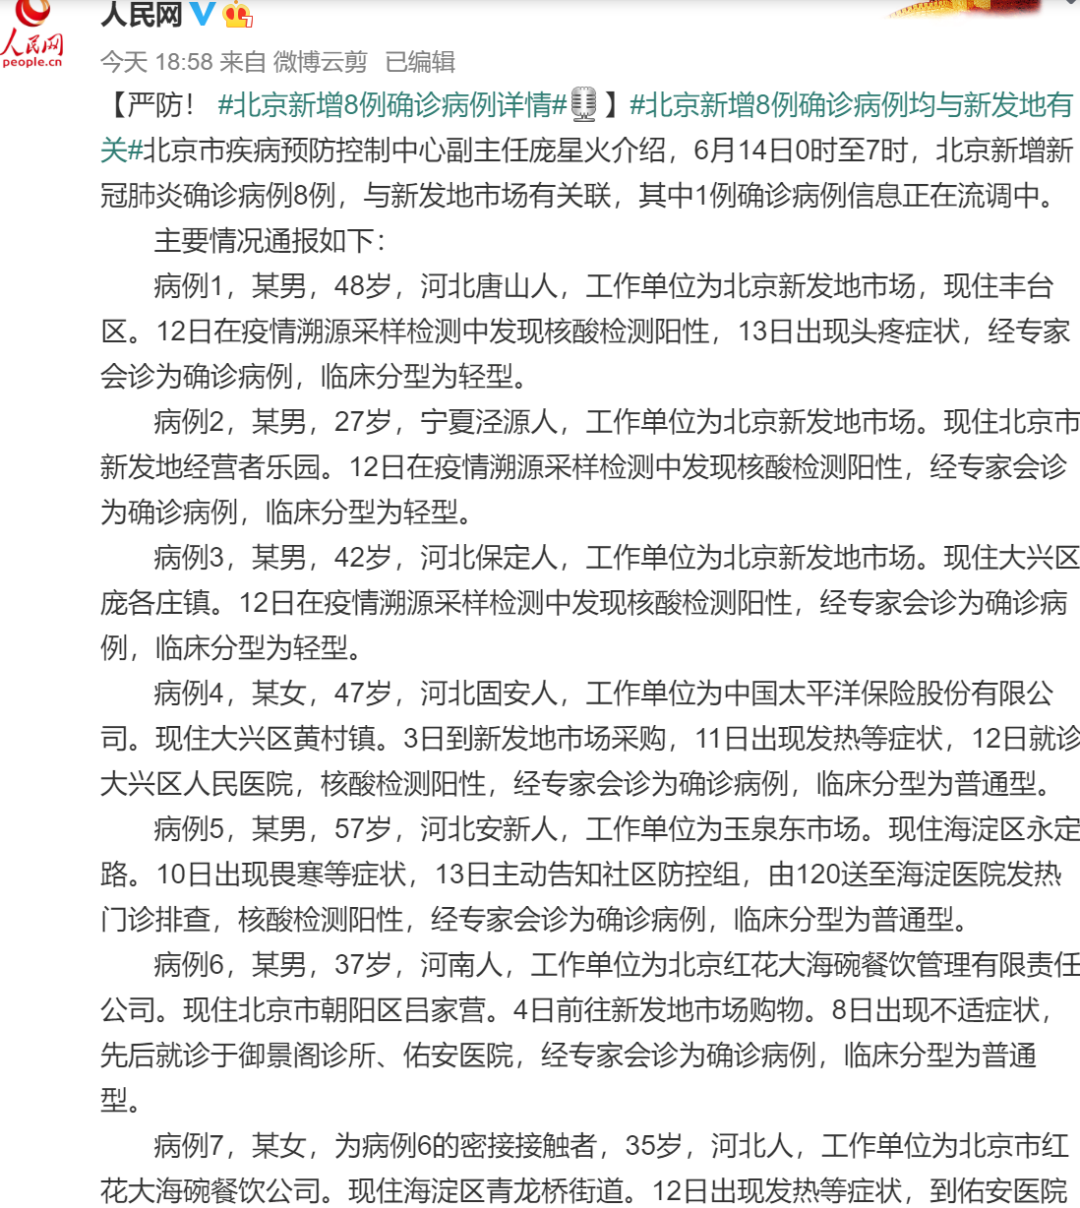 人民网
人民网
people.cn
今天 18:58 来自 微博云剪 已编辑
【严防！ #北京新增8例确诊病例详情#】#北京新增8例确诊病例均与新发地有
关#北京市疾病预防控制中心副主任庞星火介绍，6月14日0时至7时，北京新增新
冠肺炎确诊病例8例，与新发地市场有关联，其中1例确诊病例信息正在流调中。
主要情况通报如下：
病例1，某男，48岁，河北唐山人，工作单位为北京新发地市场，现住丰台
区。12日在疫情溯源采样检测中发现核酸检测阳性，13日出现头疼症状，经专家
会诊为确诊病例，临床分型为轻型。
病例2，某男，27岁，宁夏泾源人，工作单位为北京新发地市场。现住北京市
新发地经营者乐园。12日在疫情溯源采样检测中发现核酸检测阳性，经专家会诊
为确诊病例，临床分型为轻型。
病例3，某男，42岁，河北保定人，工作单位为北京新发地市场。现住大兴区
庞各庄镇。12日在疫情溯源采样检测中发现核酸检测阳性，经专家会诊为确诊病
例，临床分型为轻型。
病例4，某女，47岁，河北固安人，工作单位为中国太平洋保险股份有限公
司。现住大兴区黄村镇。3日到新发地市场采购，11日出现发热等症状，12日就诊
大兴区人民医院，核酸检测阳性，经专家会诊为确诊病例，临床分型为普通型。
病例5，某男，57岁，河北安新人，工作单位为玉泉东市场。现住海淀区永定
路。10日出现畏寒等症状，13日主动告知社区防控组，由120送至海淀医院发热
门诊排查，核酸检测阳性，经专家会诊为确诊病例，临床分型为普通型。
病例6，某男，37岁，河南人，工作单位为北京红花大海碗餐饮管理有限责任
公司。现住北京市朝阳区吕家营。4日前往新发地市场购物。8日出现不适症状，
先后就诊于御景阁诊所、佑安医院，经专家会诊为确诊病例，临床分型为普通
型。
病例7，某女，为病例6的密接接触者，35岁，河北人，工作单位为北京市红
花大海碗餐饮公司。现住海淀区青龙桥街道。12日出现发热等症状，到佑安医院